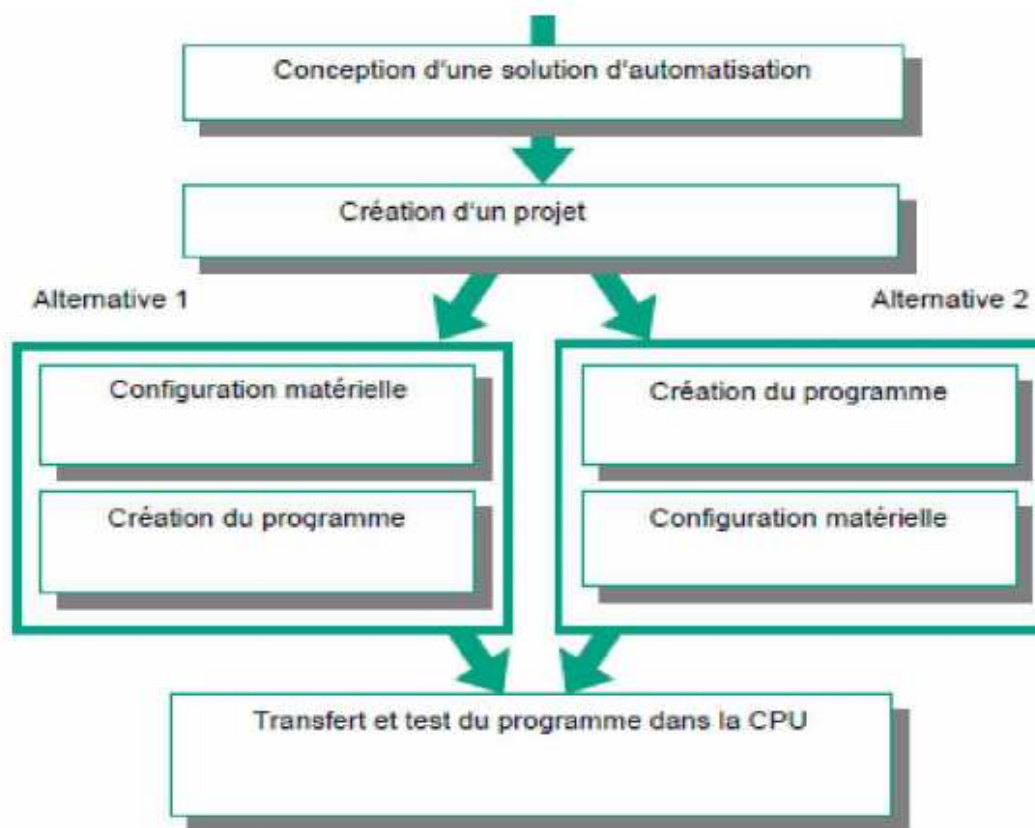 Conception d'une solution d'automatisation
Création d'un projet
Alternative 1
Alternative 2
Configuration matérielle
Création du programme
Création du programme
Configuration matérielle
Transfert et test du programme dans la CPU